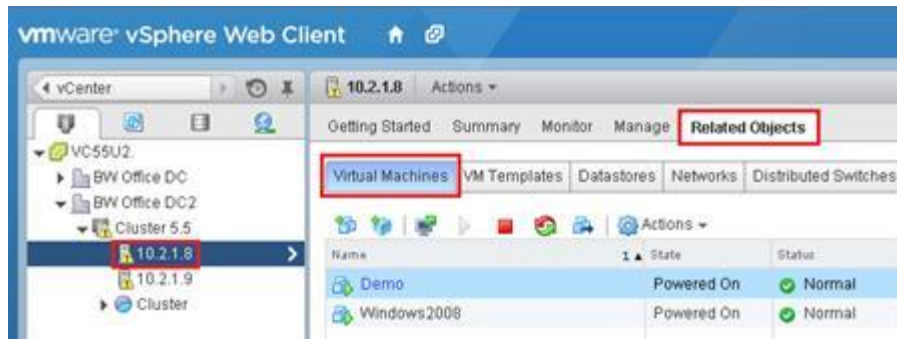 vmware® vSphere Web Client
vCenter
10.2.1.8 Actions
Getting Started Summary Monitor Manage Related Objects
VC55U2.
BW Office DC
BW Office DC2
Cluster 5.5
10.2.1.8
10.2.1.9
Cluster
Virtual Machines VM Templates Datastores Networks Distributed Switches
Actions
Name 1 State Status
Demo Powered On Normal
Windows2008 Powered On Normal